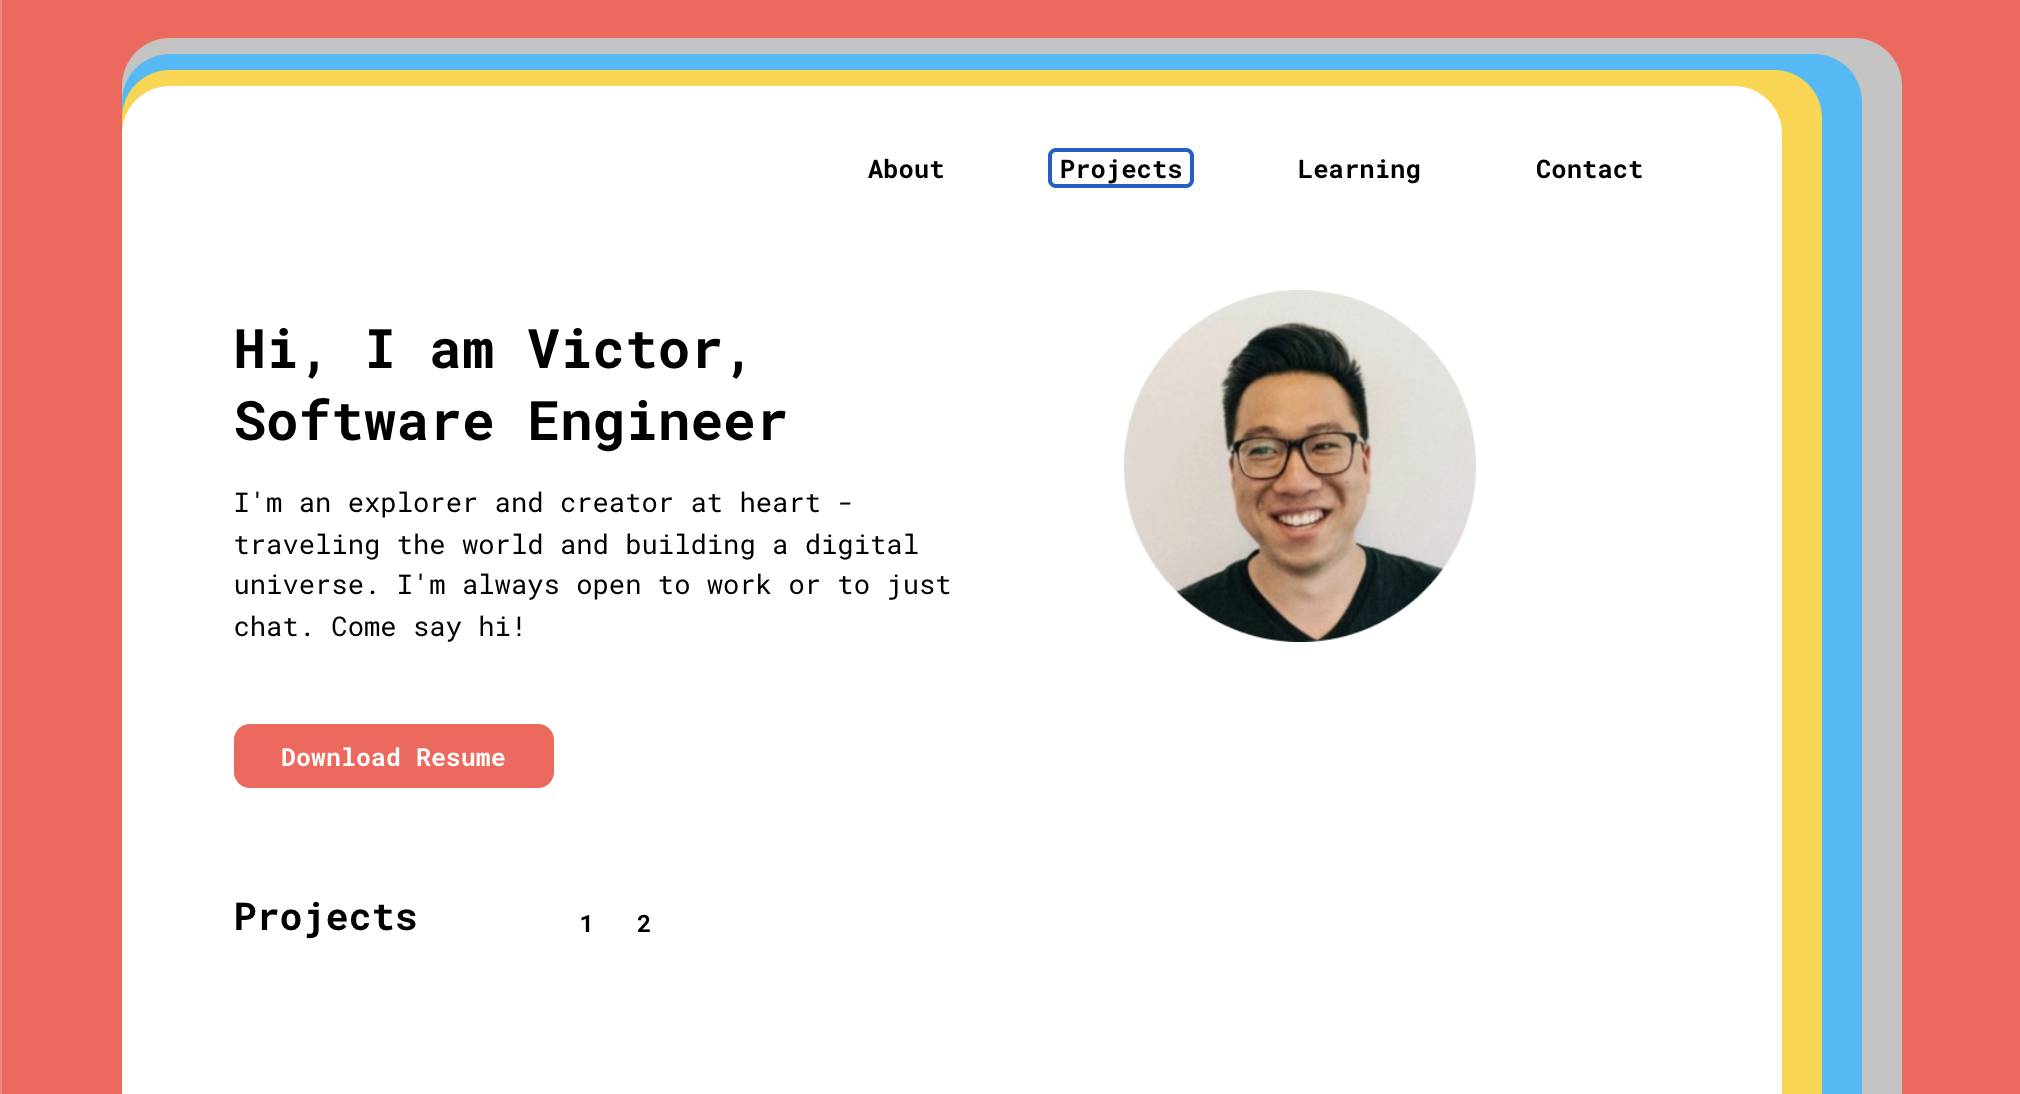 About Projects Learning Contact
Hi, I am Victor,
Software Engineer
I'm an explorer and creator at heart -
traveling the world and building a digital
universe. I'm always open to work or to just
chat. Come say hi!
Download Resume
Projects 1 2